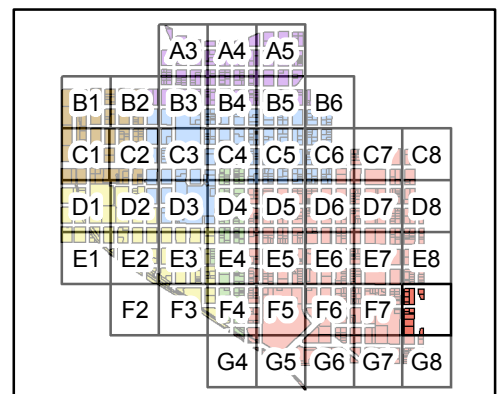 A3 A4 A5
B1 B2 B3 B4 B5 B6
C1 C2 C3 C4 C5 C6 C7 C8
D1 D2 D3 D4 D5 D6 D7 D8
E1 E2 E3 E4 E5 E6 E7 E8
F2 F3 F4 F5 F6 F7
G4 G5 G6 G7 G8